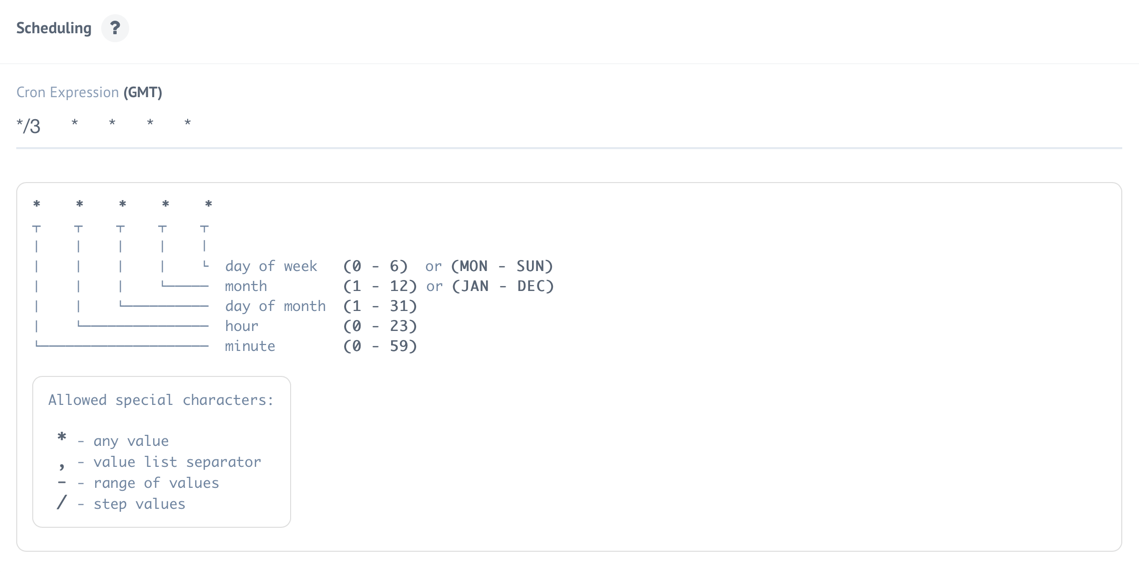 Scheduling ?
Cron Expression (GMT)
*/3 * * * *
* * * * *
day of week (0 - 6) or (MON - SUN)
month (1 - 12) or (JAN - DEC)
day of month (1 - 31)
hour (0 - 23)
minute (0 - 59)
Allowed special characters:
* - any value
, - value list separator
- - range of values
/ - step values